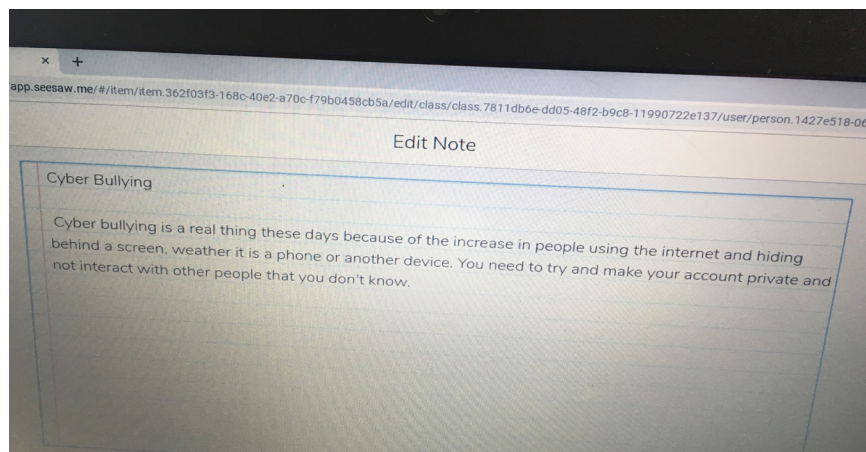 × +
app.seesaw.me/#/item/item.362f03f3-168c-40e2-a70c-f79b0458cb5a/edit/class/class.7811db6e-dd05-48f2-b9c8-11990722e137/user/person.1427e518-06
Edit Note
Cyber Bullying
Cyber bullying is a real thing these days because of the increase in people using the internet and hiding
behind a screen, weather it is a phone or another device. You need to try and make your account private and
not interact with other people that you don't know.